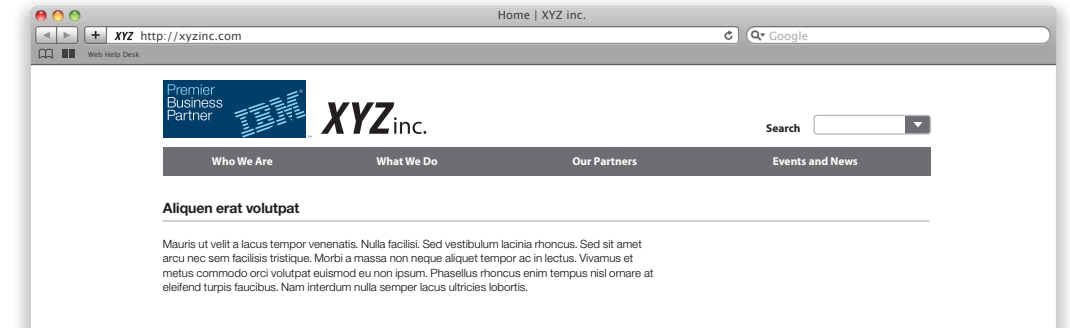 Home | XYZ inc.
XYZ http://xyzinc.com
Google
Web Help Desk
Premier
Business
Partner
IBM
™
XYZinc.
Search
Who We Are
What We Do
Our Partners
Events and News
Aliquen erat volutpat
Mauris ut velit a lacus tempor venenatis. Nulla facilisi. Sed vestibulum lacinia rhoncus. Sed sit amet
arcu nec sem facilisis tristique. Morbi a massa non neque aliquet tempor ac in lectus. Vivamus et
metus commodo orci volutpat euismod eu non ipsum. Phasellus rhoncus enim tempus nisl ornare at
eleifend turpis faucibus. Nam interdum nulla semper lacus ultricies lobortis.